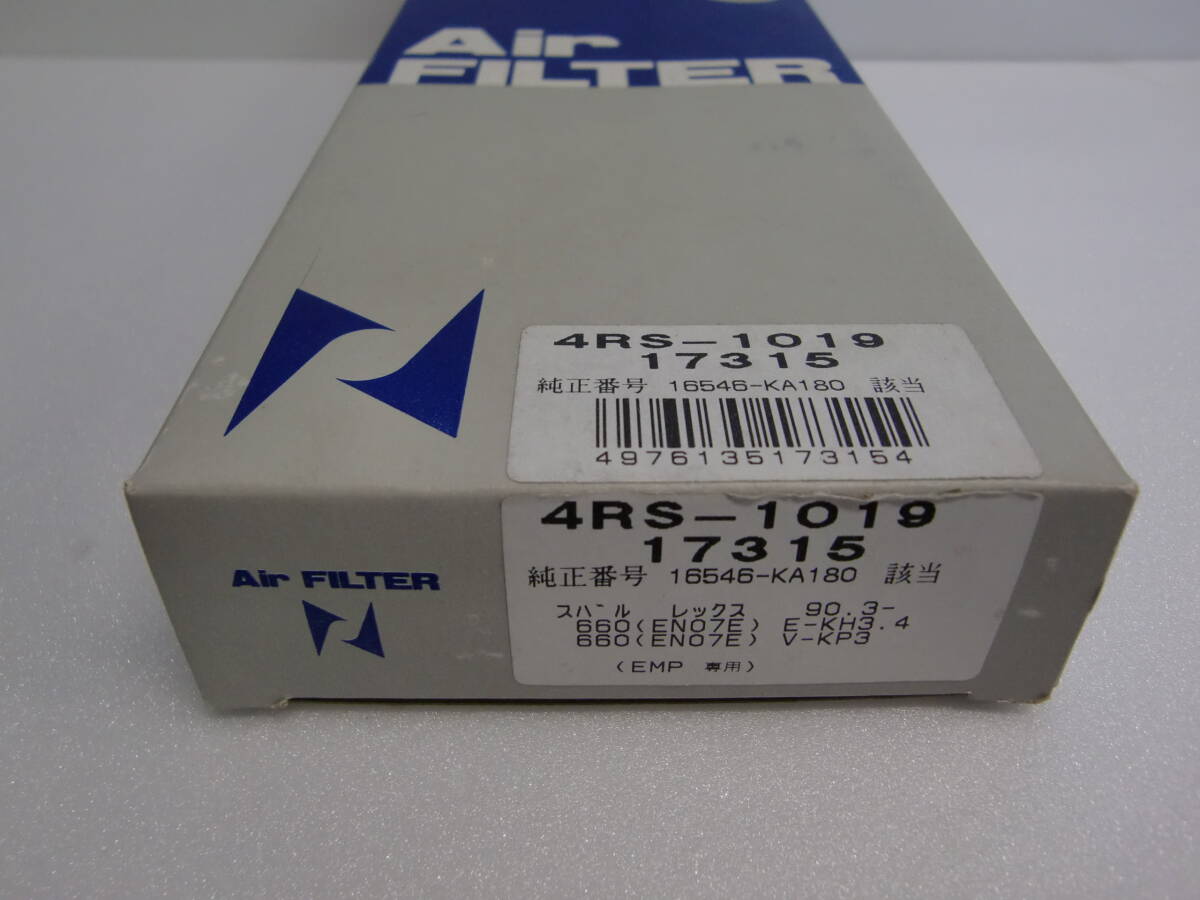 Air
FILTER
4RS-1019
17315
純正番号 16546-KA180 該当
4976135173154
4RS-1019
17315
純正番号 16546-KA180 該当
Air FILTER
スバル レックス 90.3-
660(EN07E) E-KH3.4
660(EN07E) V-KP3
(EMP 専用)